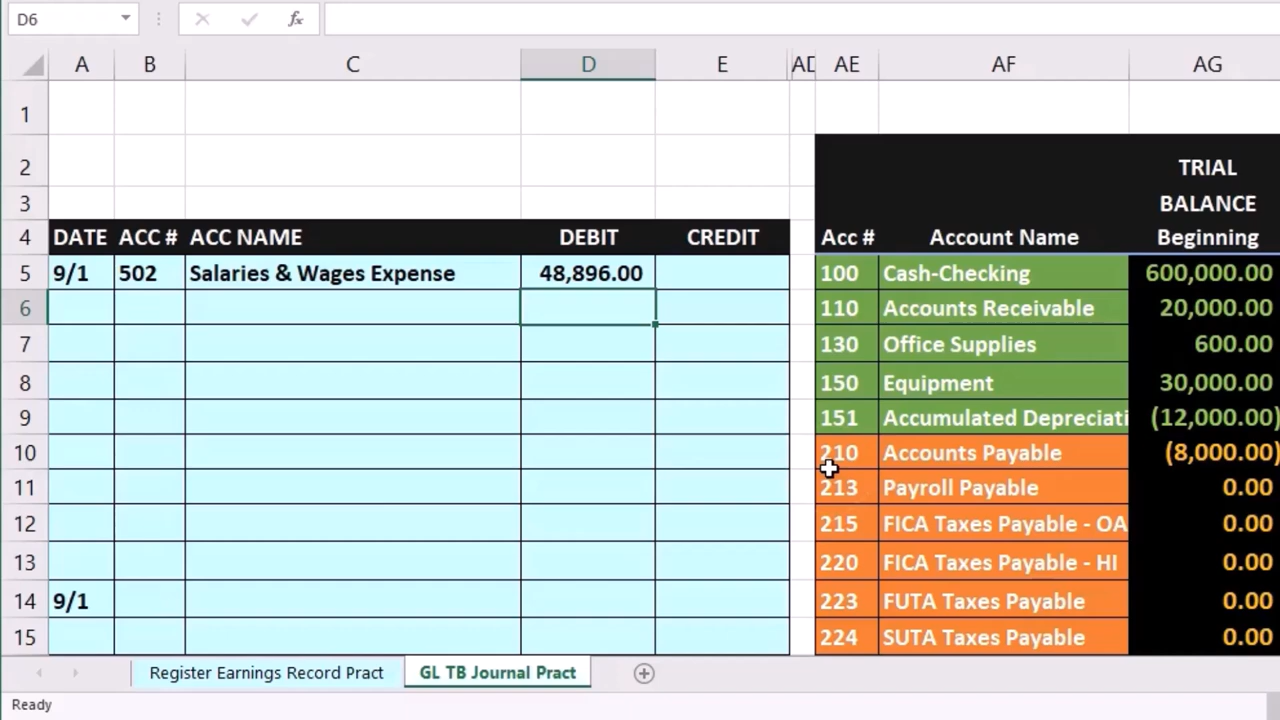 D6 fx
A B C D E AD AE AF AG
1
2 TRIAL
3 BALANCE
4 DATE ACC # ACC NAME DEBIT CREDIT Acc # Account Name Beginning
5 9/1 502 Salaries & Wages Expense 48,896.00 100 Cash-Checking 600,000.00
6 110 Accounts Receivable 20,000.00
7 130 Office Supplies 600.00
8 150 Equipment 30,000.00
9 151 Accumulated Depreciati (12,000.00)
10 210 Accounts Payable (8,000.00)
11 213 Payroll Payable 0.00
12 215 FICA Taxes Payable - OA 0.00
13 220 FICA Taxes Payable - HI 0.00
14 9/1 223 FUTA Taxes Payable 0.00
15 224 SUTA Taxes Payable 0.00
Register Earnings Record Pract GL TB Journal Pract
Ready